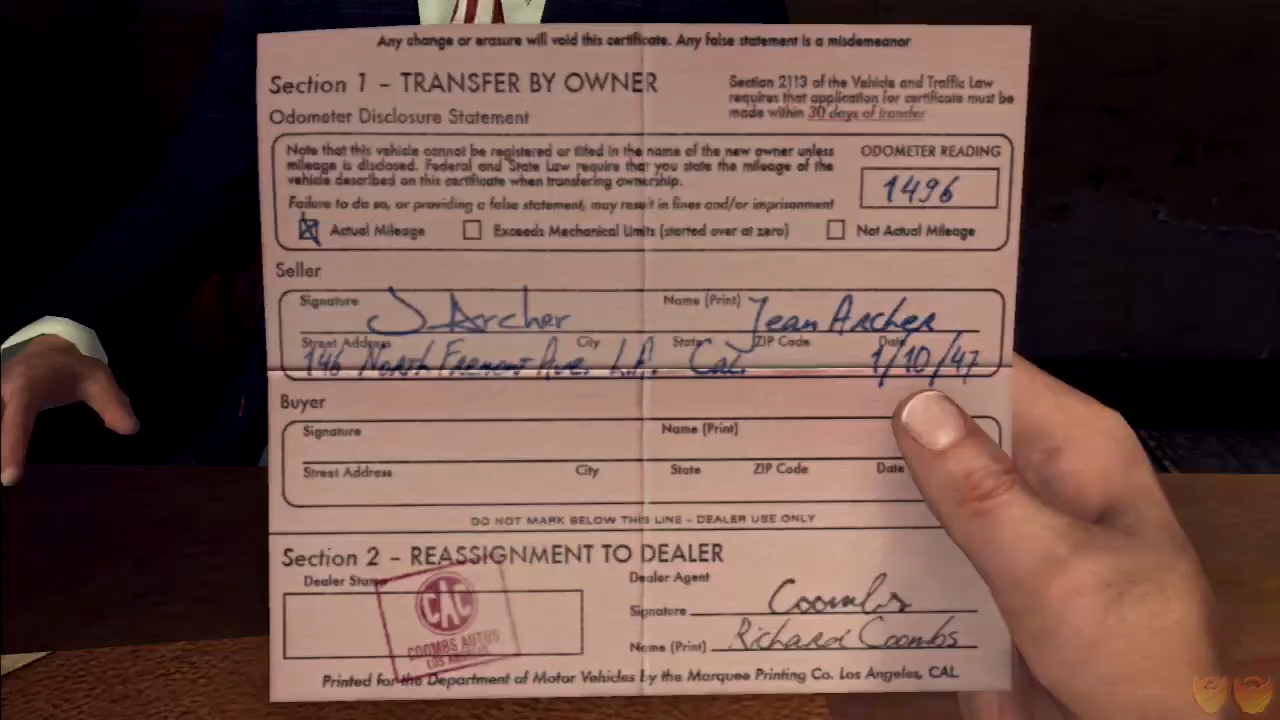 Any change or erasure will void this certificate. Any false statement is a misdemeanor
Section 1 – TRANSFER BY OWNER
Section 2113 of the Vehicle and Traffic Law
requires that application for certificate must be
made within 30 days of transfer
Odometer Disclosure Statement
Note that this vehicle cannot be registered or titled in the name of the new owner unless
mileage is disclosed. Federal and State Law require that you state the mileage of the
vehicle described on this certificate when transfering ownership.
Failure to do so, or providing a false statement, may result in fines and/or imprisonment
ODOMETER READING
1496
Actual Mileage Exceeds Mechanical Limits (started over at zero) Not Actual Mileage
Seller
Signature J Archer Name (Print) Jean Archer
Street Address City State ZIP Code Date
146 North Fremont Ave. L.A. Cal. 1/10/47
Buyer
Signature Name (Print)
Street Address City State ZIP Code Date
DO NOT MARK BELOW THIS LINE - DEALER USE ONLY
Section 2 – REASSIGNMENT TO DEALER
Dealer Stamp
CAC
COOMBS AUTOS
LOS ANGELES
Dealer Agent
Signature Coombs
Name (Print) Richard Coombs
Printed for the Department of Motor Vehicles by the Marquee Printing Co. Los Angeles, CAL